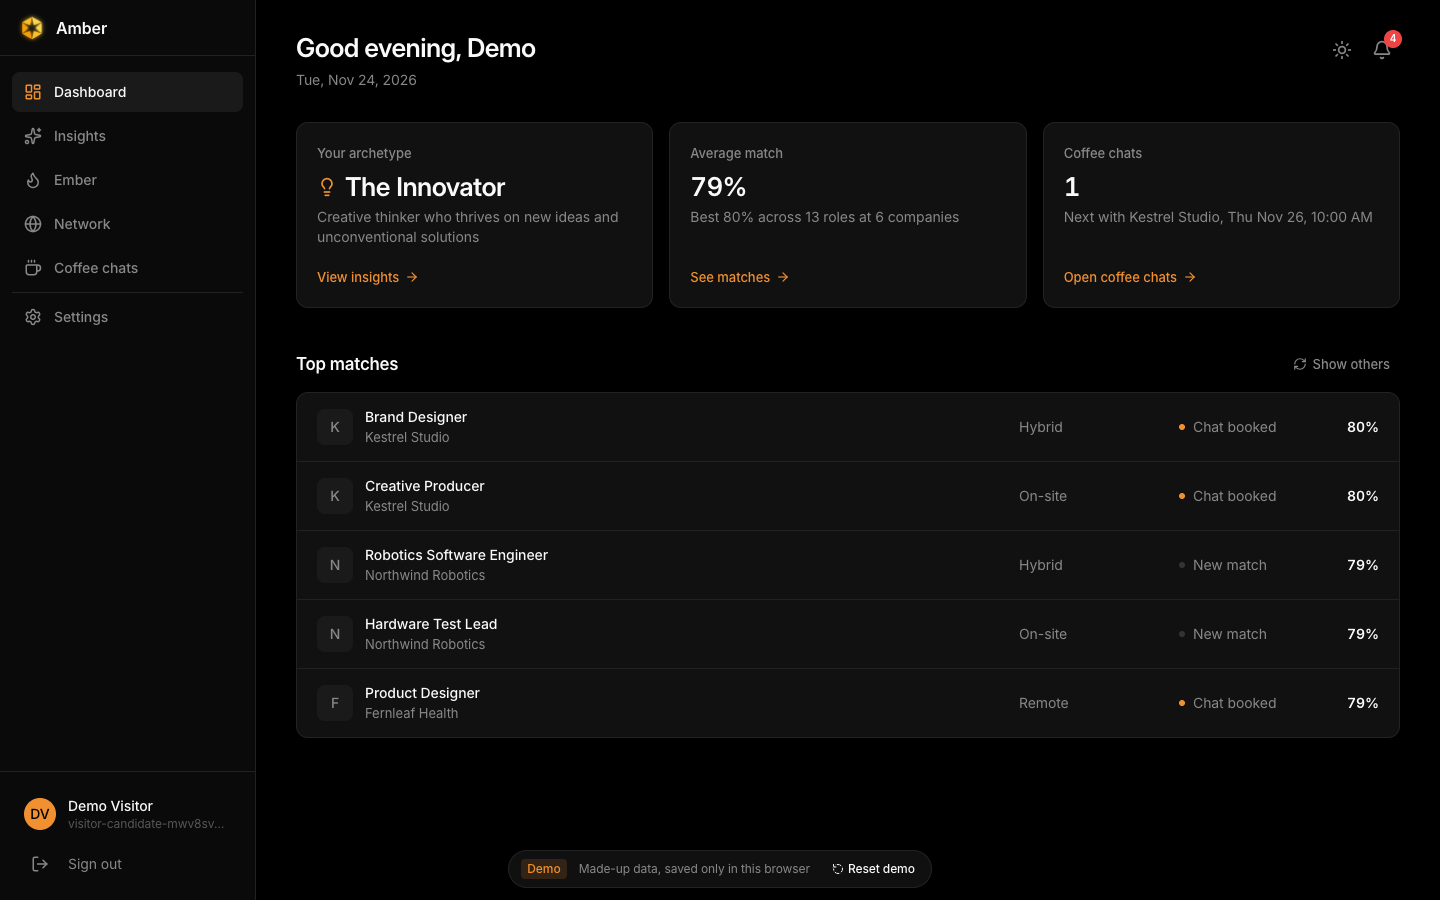 Amber
Dashboard
Insights
Ember
Network
Coffee chats
Settings
Demo Visitor
visitor-candidate-mwv8sv...
Sign out
Good evening, Demo
Tue, Nov 24, 2026
4
Your archetype
The Innovator
Creative thinker who thrives on new ideas and
unconventional solutions
View insights →
Average match
79%
Best 80% across 13 roles at 6 companies
See matches →
Coffee chats
1
Next with Kestrel Studio, Thu Nov 26, 10:00 AM
Open coffee chats →
Top matches
Show others
K
Brand Designer
Kestrel Studio
Hybrid
Chat booked
80%
K
Creative Producer
Kestrel Studio
On-site
Chat booked
80%
N
Robotics Software Engineer
Northwind Robotics
Hybrid
New match
79%
N
Hardware Test Lead
Northwind Robotics
On-site
New match
79%
F
Product Designer
Fernleaf Health
Remote
Chat booked
79%
DV
Demo
Made-up data, saved only in this browser
Reset demo